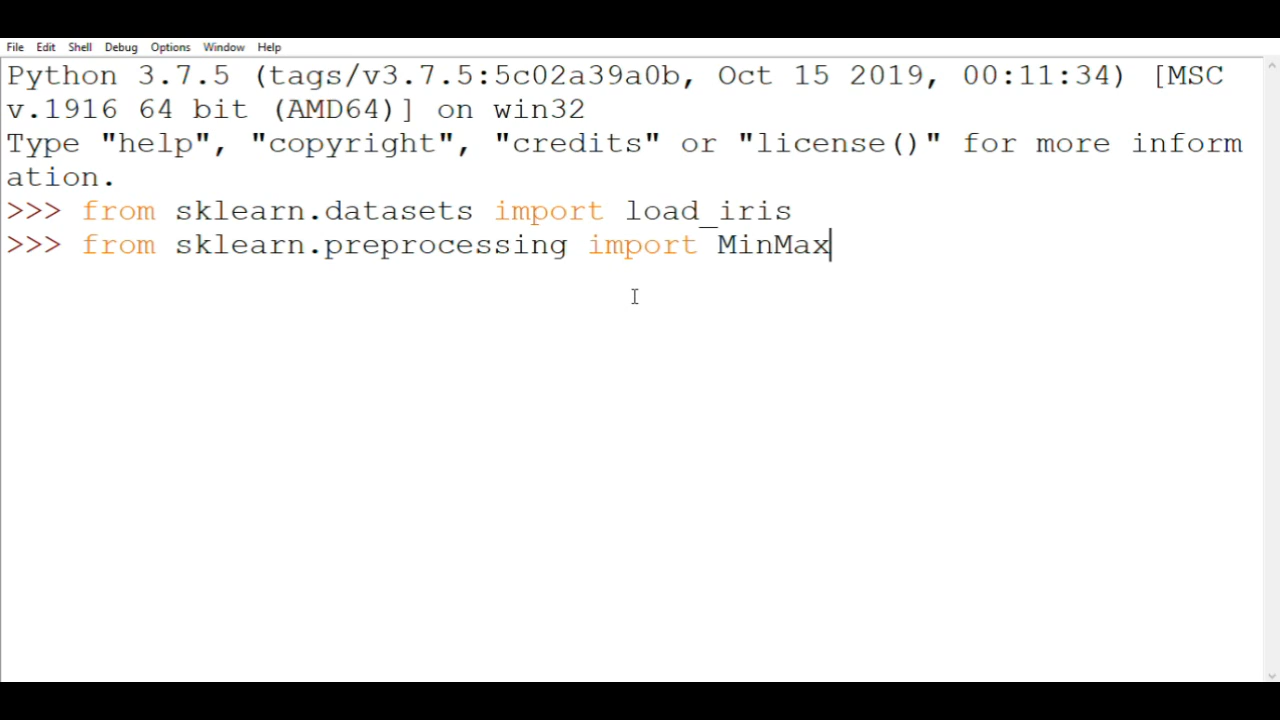 File Edit Shell Debug Options Window Help
Python 3.7.5 (tags/v3.7.5:5c02a39a0b, Oct 15 2019, 00:11:34) [MSC
v.1916 64 bit (AMD64)] on win32
Type "help", "copyright", "credits" or "license()" for more inform
ation.
>>> from sklearn.datasets import load_iris
>>> from sklearn.preprocessing import MinMax